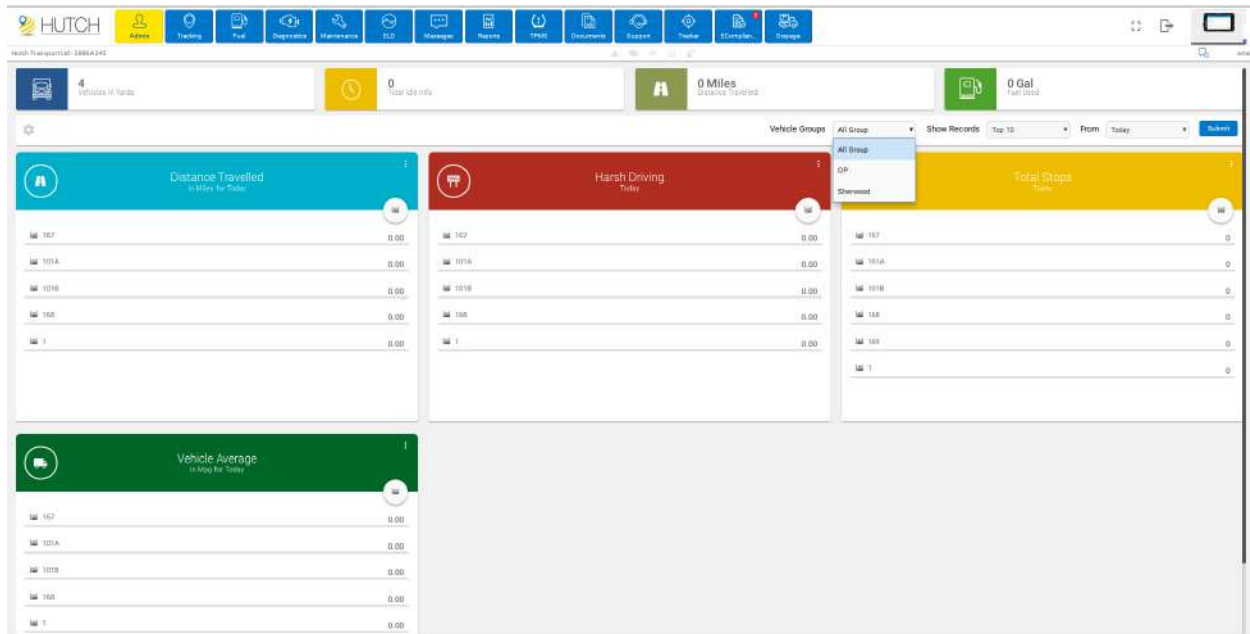 HUTCH
Admin
Tracking
Fuel
Diagnostics
Maintenance
ELD
Messages
Reports
TPMS
Documents
Support
Tracker
EComplian..
Drayage
4
Vehicles In Yards
0
Total Idle Info
0 Miles
Distance Travelled
0 Gal
Fuel Used
Vehicle Groups
All Group
Show Records
Top 10
From
Today
Submit
All Group
OP
Sherwood
Distance Travelled
in Miles for Today
167
0.00
101A
0.00
101B
0.00
168
0.00
1
0.00
Harsh Driving
Today
167
0.00
101A
0.00
101B
0.00
168
0.00
1
0.00
Total Stops
Today
167
0
101A
0
101B
0
168
0
169
0
1
0
Vehicle Average
in Mpg for Today
167
0.00
101A
0.00
101B
0.00
168
0.00
1
0.00